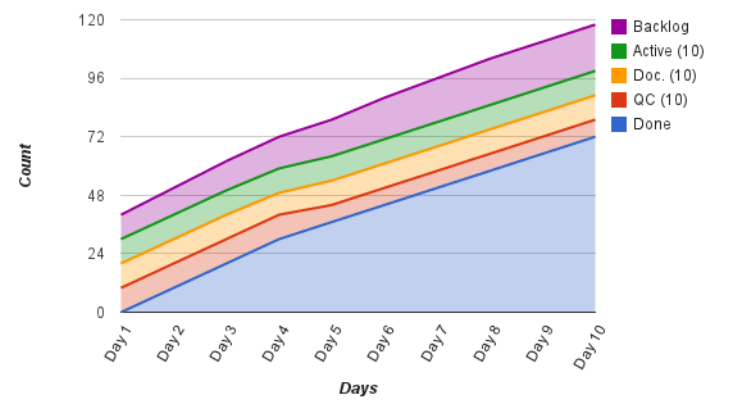 120
96
72
48
24
0
Count
Day 1
Day 2
Day 3
Day 4
Day 5
Day 6
Day 7
Day 8
Day 9
Day 10
Days
Backlog
Active (10)
Doc. (10)
QC (10)
Done